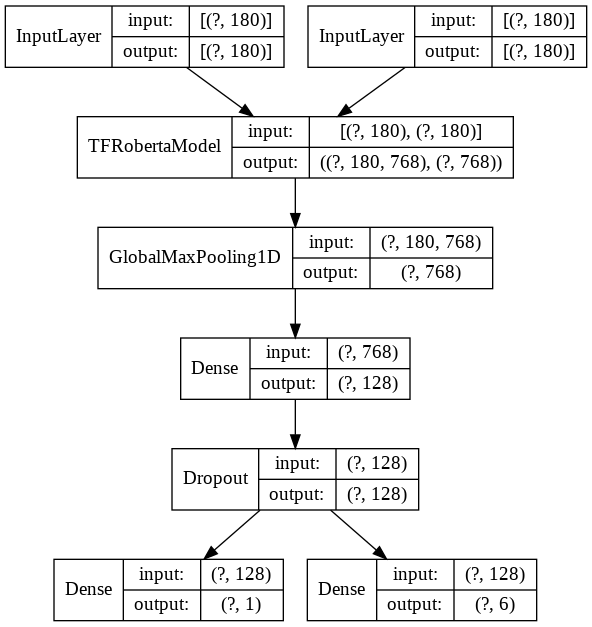 InputLayer input: [(?, 180)]
output: [(?, 180)]
InputLayer input: [(?, 180)]
output: [(?, 180)]
TFRobertaModel input: [(?, 180), (?, 180)]
output: ((?, 180, 768), (?, 768))
GlobalMaxPooling1D input: (?, 180, 768)
output: (?, 768)
Dense input: (?, 768)
output: (?, 128)
Dropout input: (?, 128)
output: (?, 128)
Dense input: (?, 128)
output: (?, 1)
Dense input: (?, 128)
output: (?, 6)